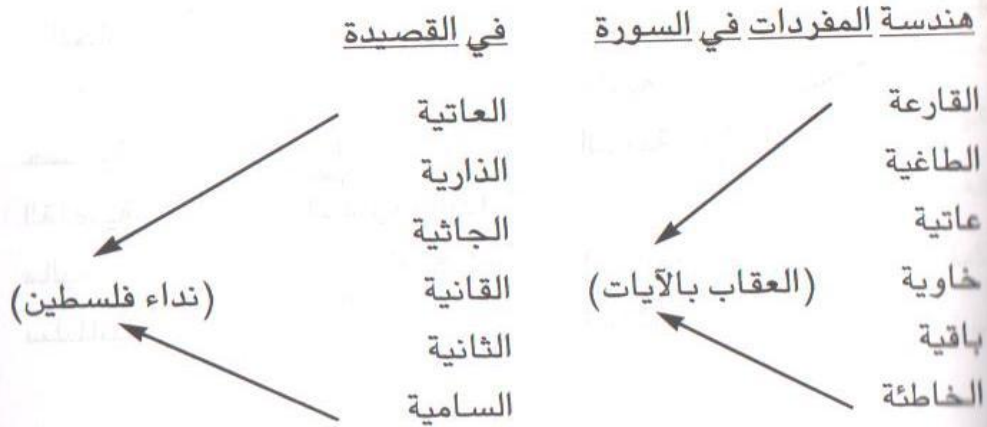 هندسة المفردات في السورة
في القصيدة
القارعة
الطاغية
عاتية
خاوية
باقية
الخاطئة
(العقاب بالآيات)
العاتية
الذارية
الجاثية
القانية
الثانية
السامية
(نداء فلسطين)